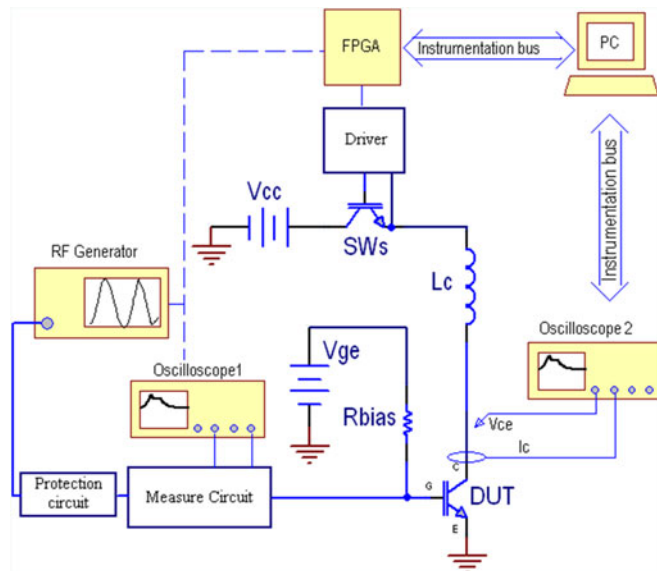 FPGA
Instrumentation bus
PC
Driver
Instrumentation bus
Vcc
SWs
RF Generator
Lc
Vge
Oscilloscope 2
Oscilloscope1
Rbias
Vce
Ic
C
Protection
circuit
Measure Circuit
G
DUT
E